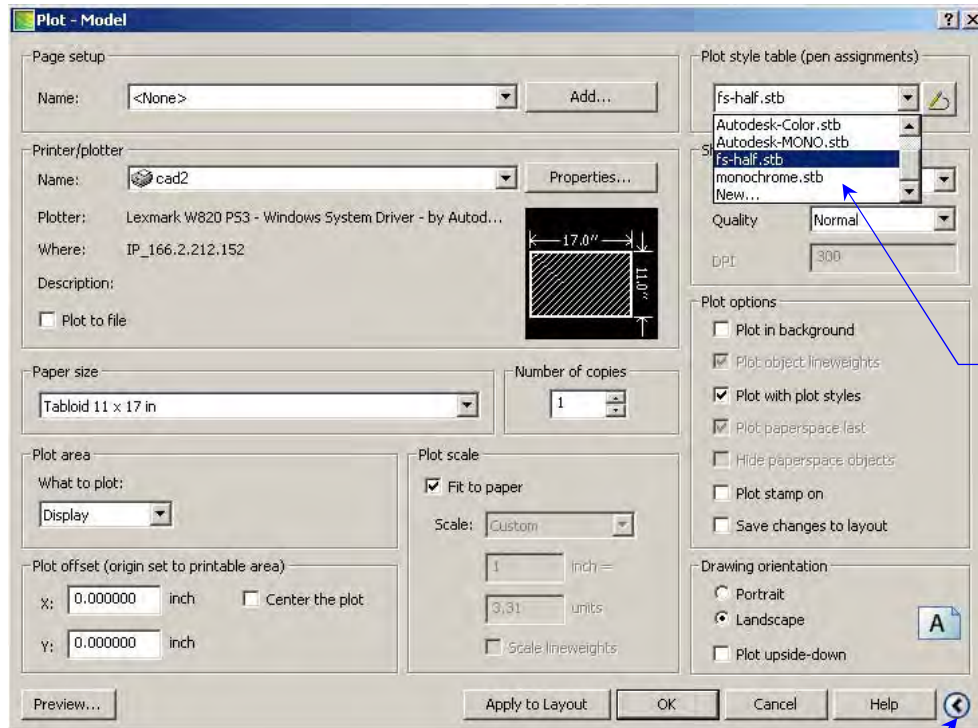 Plot - Model
Page setup
Name: <None> Add...
Printer/plotter
Name: cad2 Properties...
Plotter: Lexmark W820 PS3 - Windows System Driver - by Autod...
Where: IP_166.2.212.152
Description:
Plot to file
17.0"
11.0"
Paper size
Tabloid 11 x 17 in
Number of copies
1
Plot area
What to plot:
Display
Plot offset (origin set to printable area)
X: 0.000000 inch Center the plot
Y: 0.000000 inch
Plot scale
Fit to paper
Scale: Custom
1 inch =
3.31 units
Scale lineweights
Plot style table (pen assignments)
fs-half.stb
Autodesk-Color.stb
Autodesk-MONO.stb
fs-half.stb
monochrome.stb
New...
Quality Normal
DPI 300
Plot options
Plot in background
Plot object lineweights
Plot with plot styles
Plot paperspace last
Hide paperspace objects
Plot stamp on
Save changes to layout
Drawing orientation
Portrait
Landscape
A
Plot upside-down
Preview... Apply to Layout OK Cancel Help